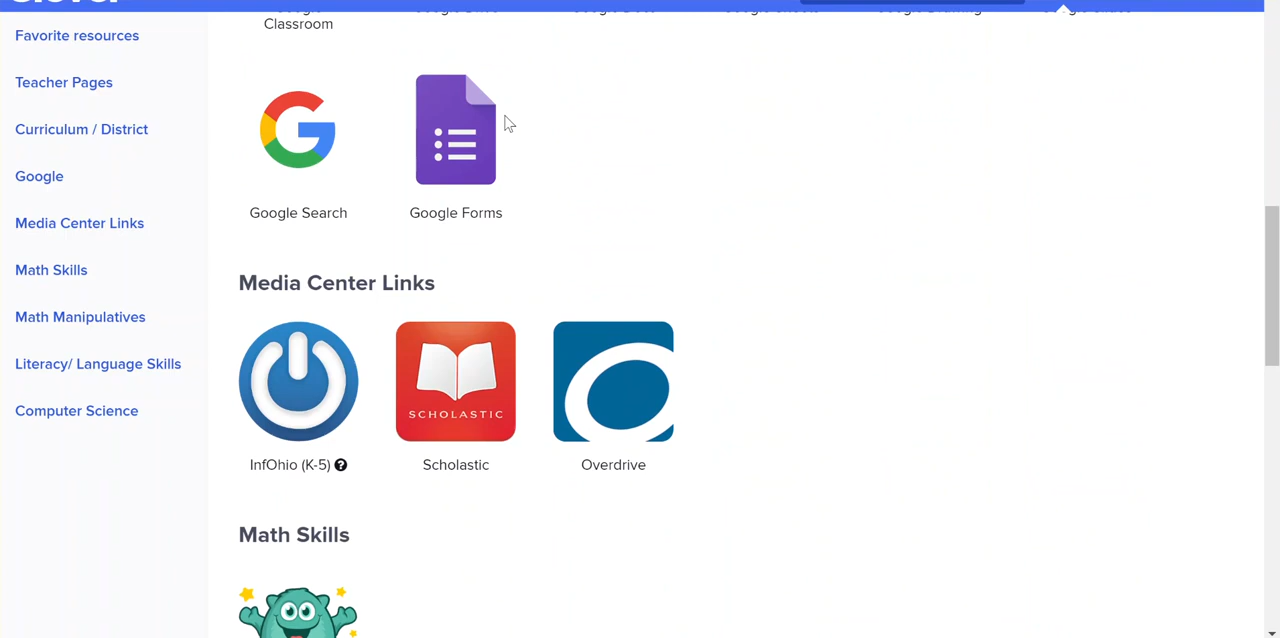 Classroom
Favorite resources
Teacher Pages
Curriculum / District
Google
Media Center Links
Math Skills
Math Manipulatives
Literacy/ Language Skills
Computer Science
Google Search
Google Forms
Media Center Links
SCHOLASTIC
InfOhio (K-5) ?
Scholastic
Overdrive
Math Skills